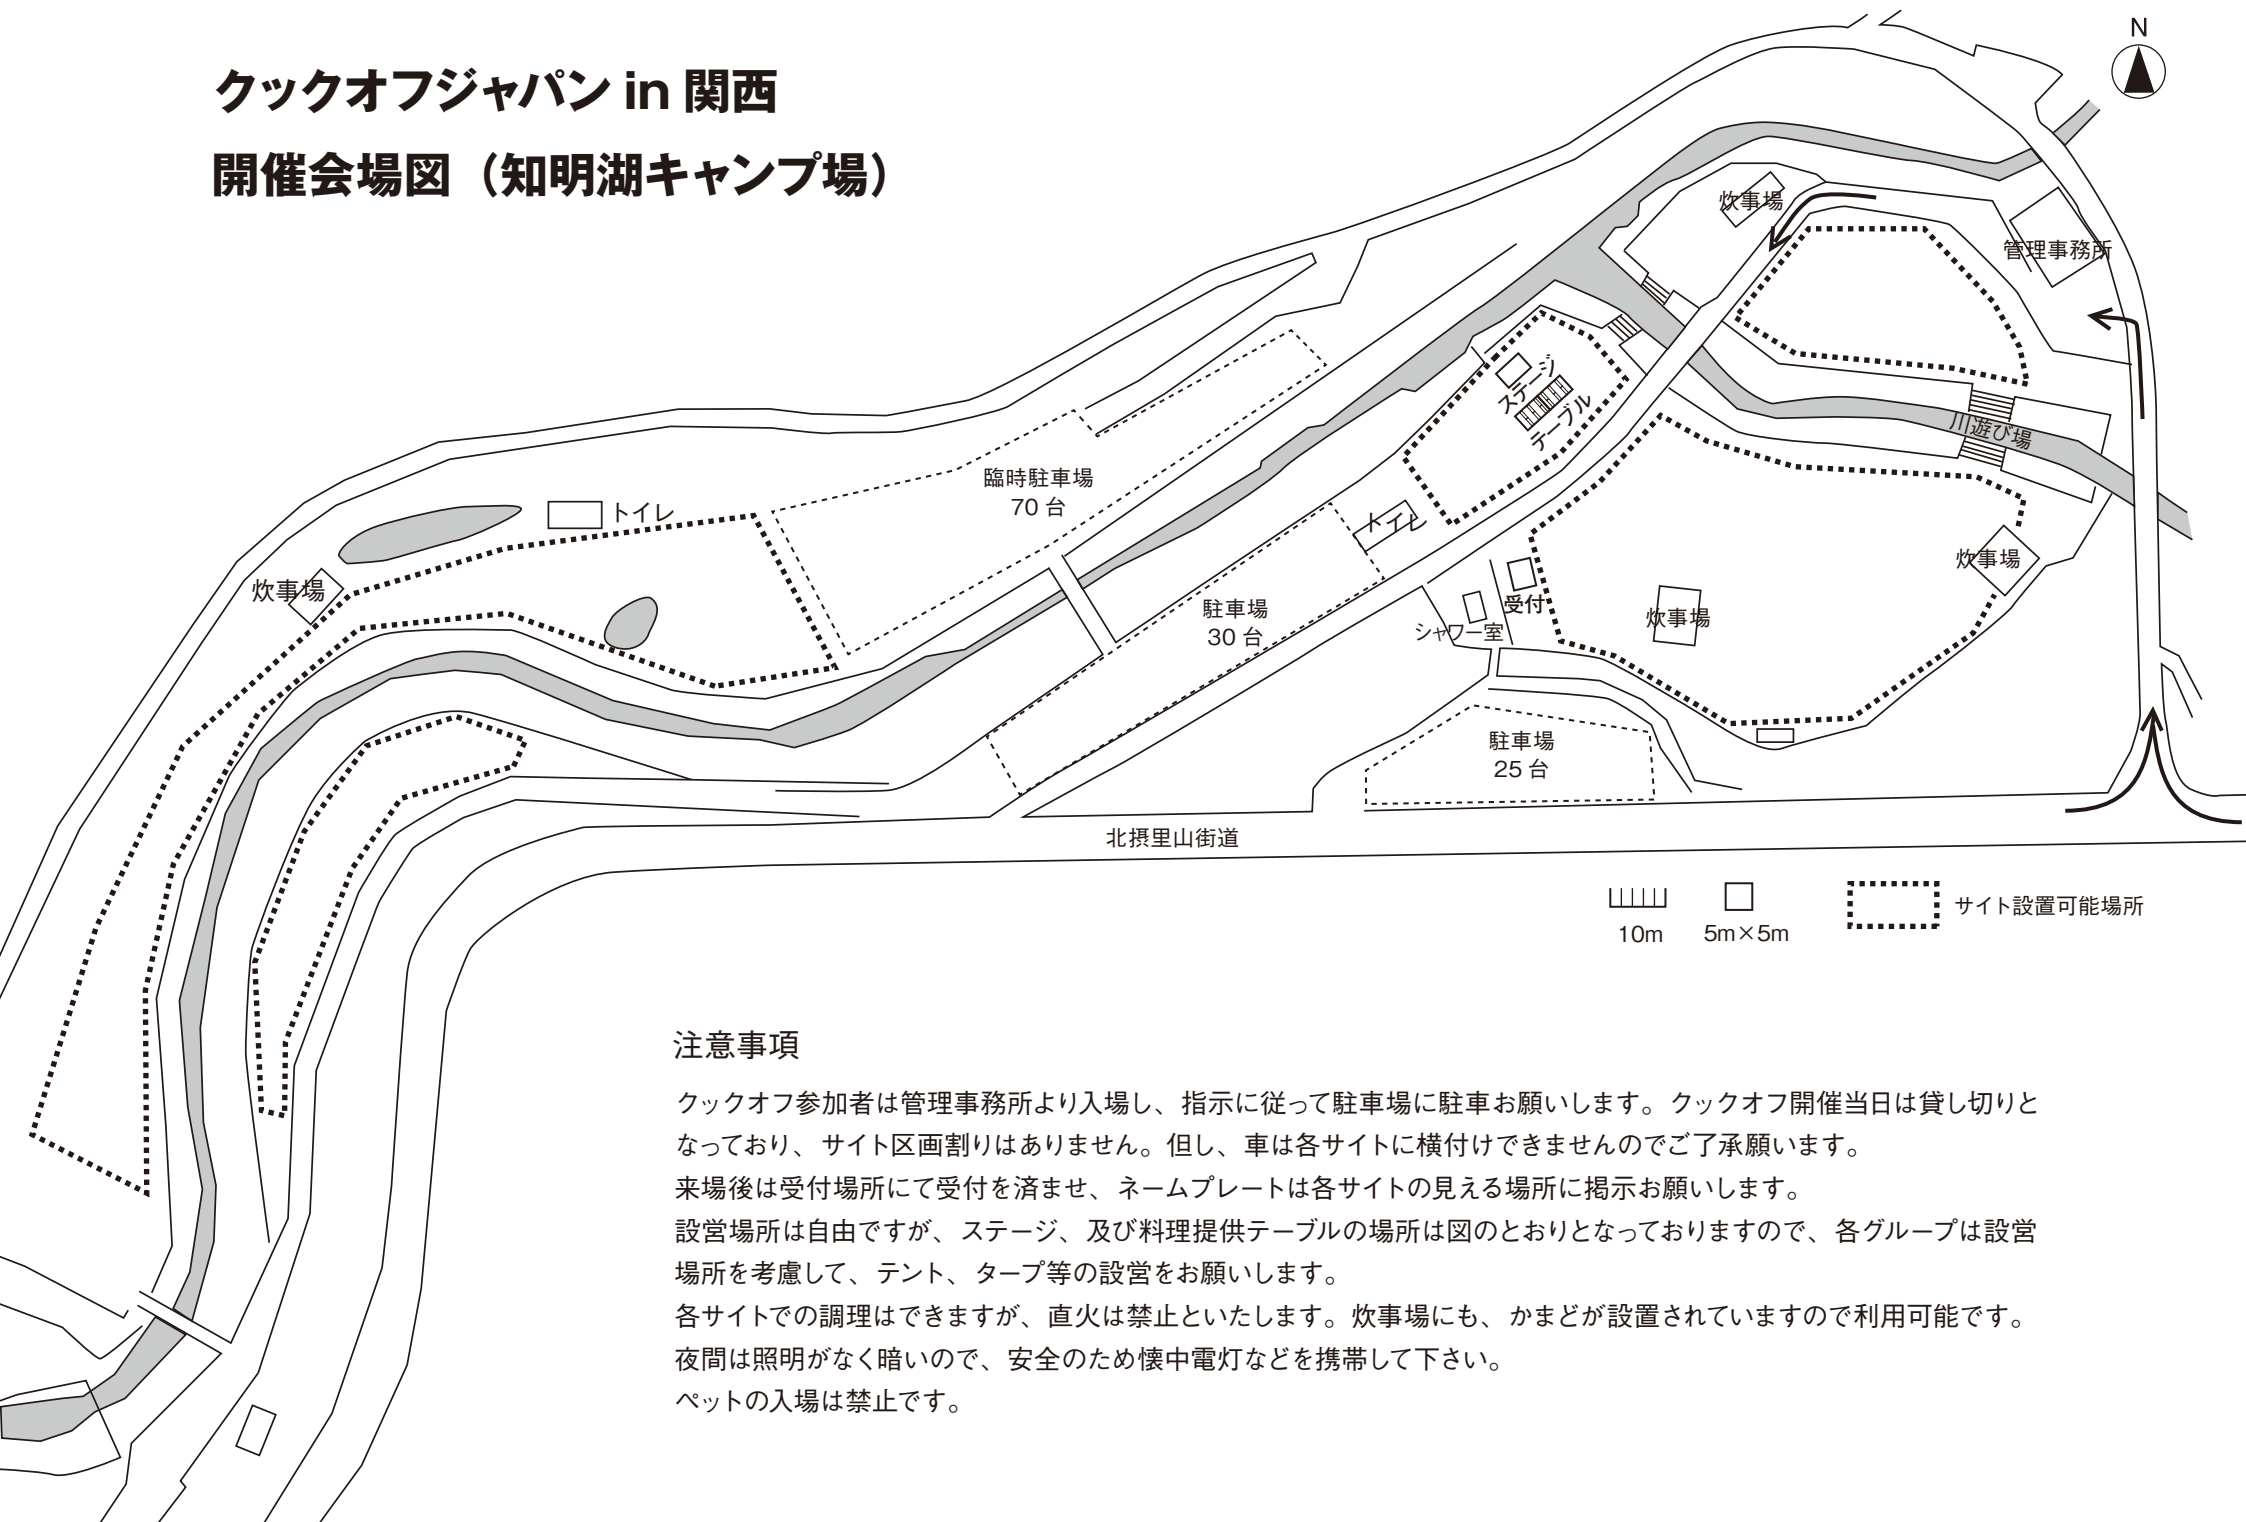 クックオフジャパン in 関西
開催会場図（知明湖キャンプ場）
N
炊事場
管理事務所
ステージ
テーブル
川遊び場
臨時駐車場
70 台
トイレ
トイレ
炊事場
炊事場
駐車場
30 台
受付
シャワー室
炊事場
駐車場
25 台
北摂里山街道
10m
5m×5m
サイト設置可能場所
注意事項
クックオフ参加者は管理事務所より入場し、指示に従って駐車場に駐車お願いします。クックオフ開催当日は貸し切りと
なっており、サイト区画割りはありません。但し、車は各サイトに横付けできませんのでご了承願います。
来場後は受付場所にて受付を済ませ、ネームプレートは各サイトの見える場所に掲示お願いします。
設営場所は自由ですが、ステージ、及び料理提供テーブルの場所は図のとおりとなっておりますので、各グループは設営
場所を考慮して、テント、タープ等の設営をお願いします。
各サイトでの調理はできますが、直火は禁止といたします。炊事場にも、かまどが設置されていますので利用可能です。
夜間は照明がなく暗いので、安全のため懐中電灯などを携帯して下さい。
ペットの入場は禁止です。